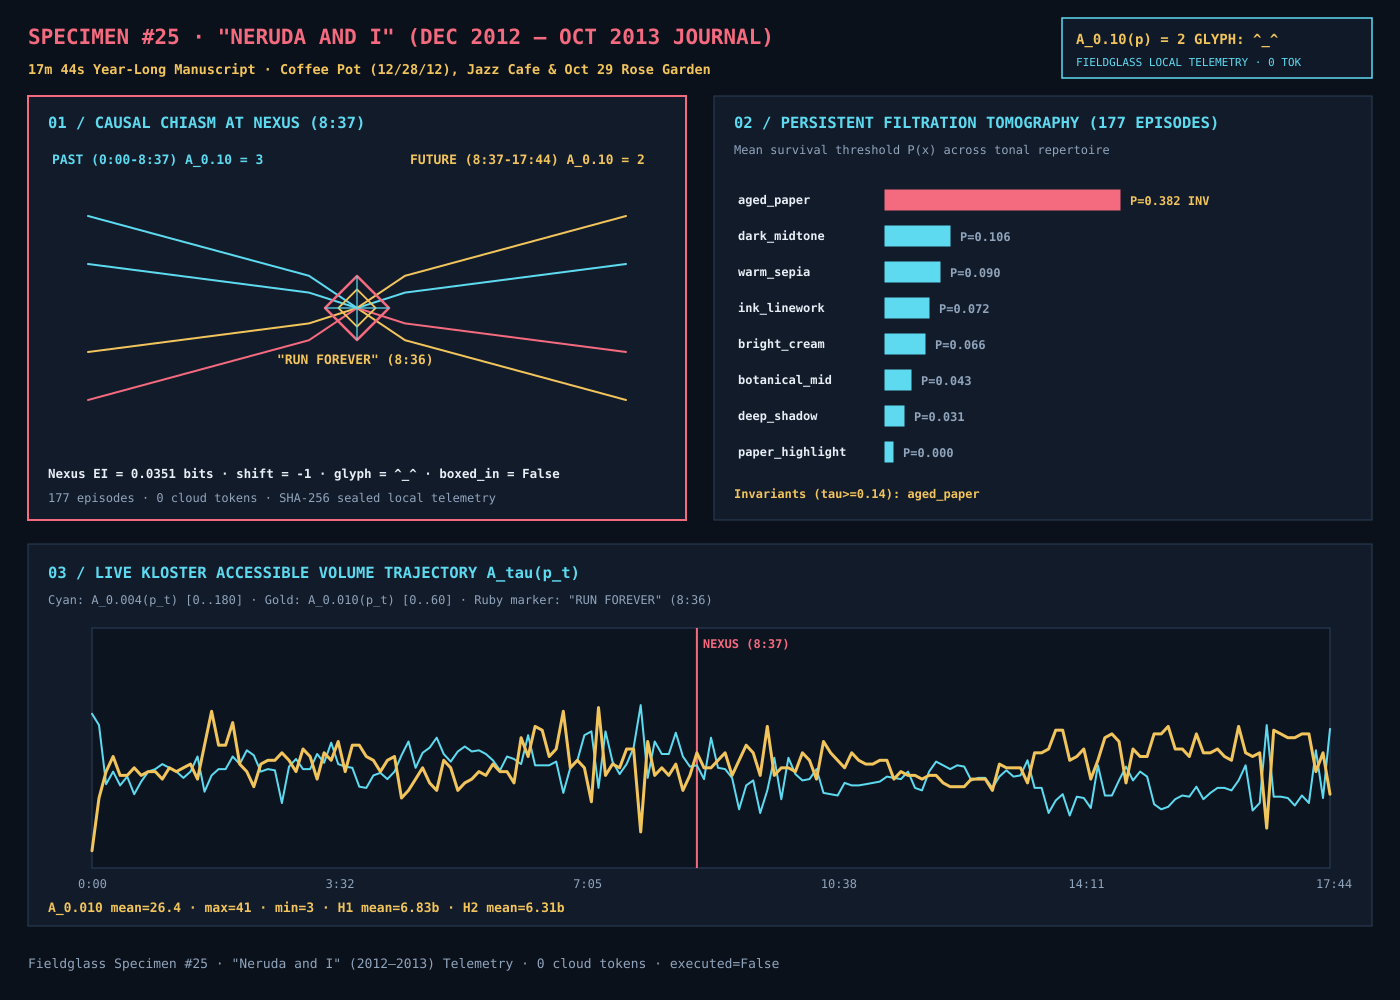 SPECIMEN #25 · "NERUDA AND I" (DEC 2012 — OCT 2013 JOURNAL)
17m 44s Year-Long Manuscript · Coffee Pot (12/28/12), Jazz Cafe & Oct 29 Rose Garden
A_0.10(p) = 2 GLYPH: ^_^
FIELDGLASS LOCAL TELEMETRY · 0 TOK
01 / CAUSAL CHIASM AT NEXUS (8:37)
PAST (0:00-8:37) A_0.10 = 3
FUTURE (8:37-17:44) A_0.10 = 2
"RUN FOREVER" (8:36)
Nexus EI = 0.0351 bits · shift = -1 · glyph = ^_^ · boxed_in = False
177 episodes · 0 cloud tokens · SHA-256 sealed local telemetry
02 / PERSISTENT FILTRATION TOMOGRAPHY (177 EPISODES)
Mean survival threshold P(x) across tonal repertoire
aged_paper P=0.382 INV
dark_midtone P=0.106
warm_sepia P=0.090
ink_linework P=0.072
bright_cream P=0.066
botanical_mid P=0.043
deep_shadow P=0.031
paper_highlight P=0.000
Invariants (tau>=0.14): aged_paper
03 / LIVE KLOSTER ACCESSIBLE VOLUME TRAJECTORY A_tau(p_t)
Cyan: A_0.004(p_t) [0..180] · Gold: A_0.010(p_t) [0..60] · Ruby marker: "RUN FOREVER" (8:36)
NEXUS (8:37)
0:00 3:32 7:05 10:38 14:11 17:44
A_0.010 mean=26.4 · max=41 · min=3 · H1 mean=6.83b · H2 mean=6.31b
Fieldglass Specimen #25 · "Neruda and I" (2012–2013) Telemetry · 0 cloud tokens · executed=False